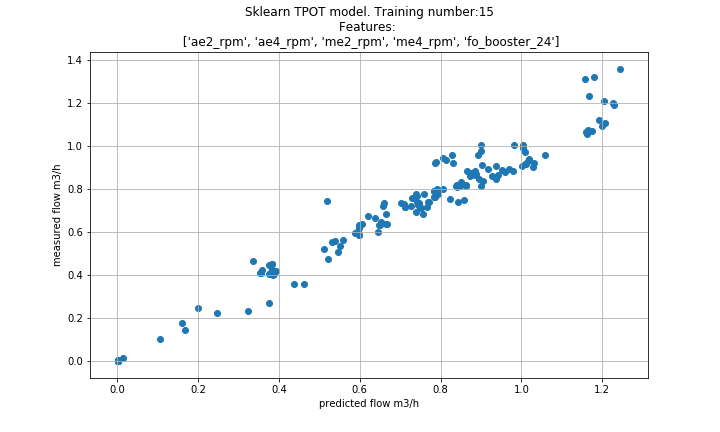 Sklearn TPOT model. Training number:15
Features:
['ae2_rpm', 'ae4_rpm', 'me2_rpm', 'me4_rpm', 'fo_booster_24']
1.4
1.2
1.0
0.8
0.6
0.4
0.2
0.0
measured flow m3/h
0.0 0.2 0.4 0.6 0.8 1.0 1.2
predicted flow m3/h